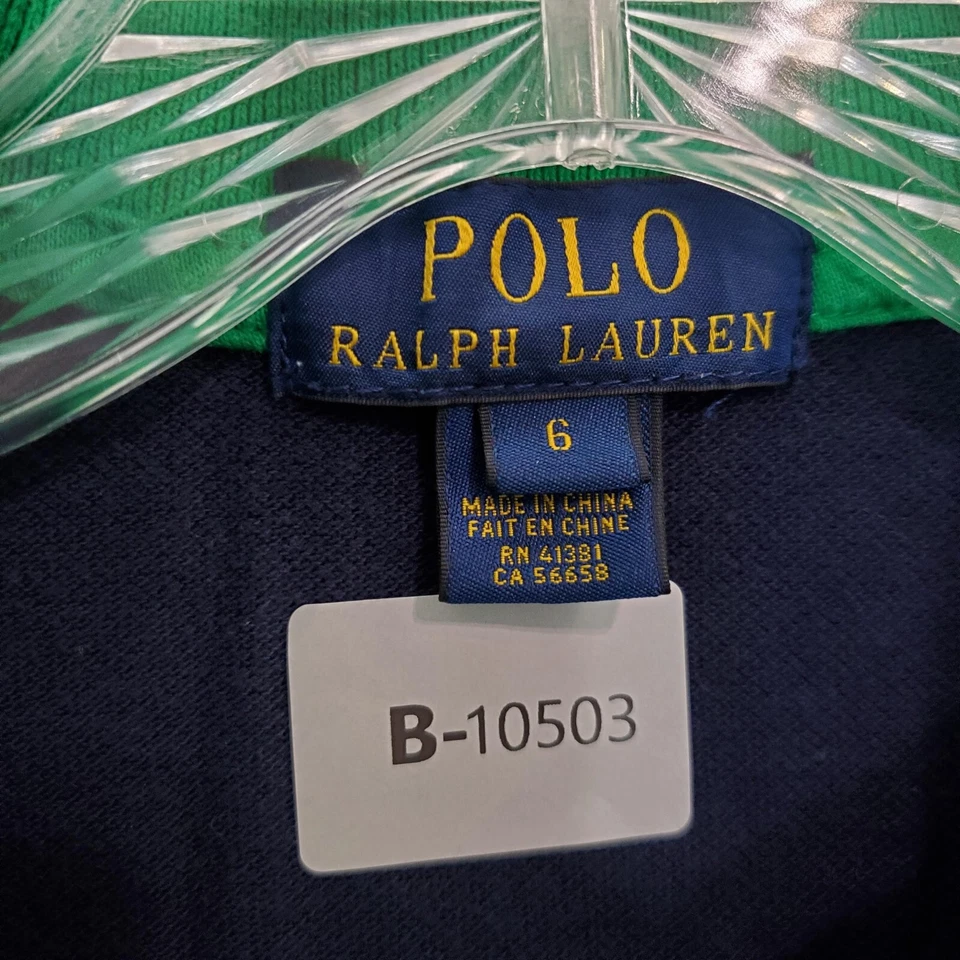 POLO
RALPH LAUREN
6
MADE IN CHINA
FAIT EN CHINE
RN 41381
CA 56658
B-10503